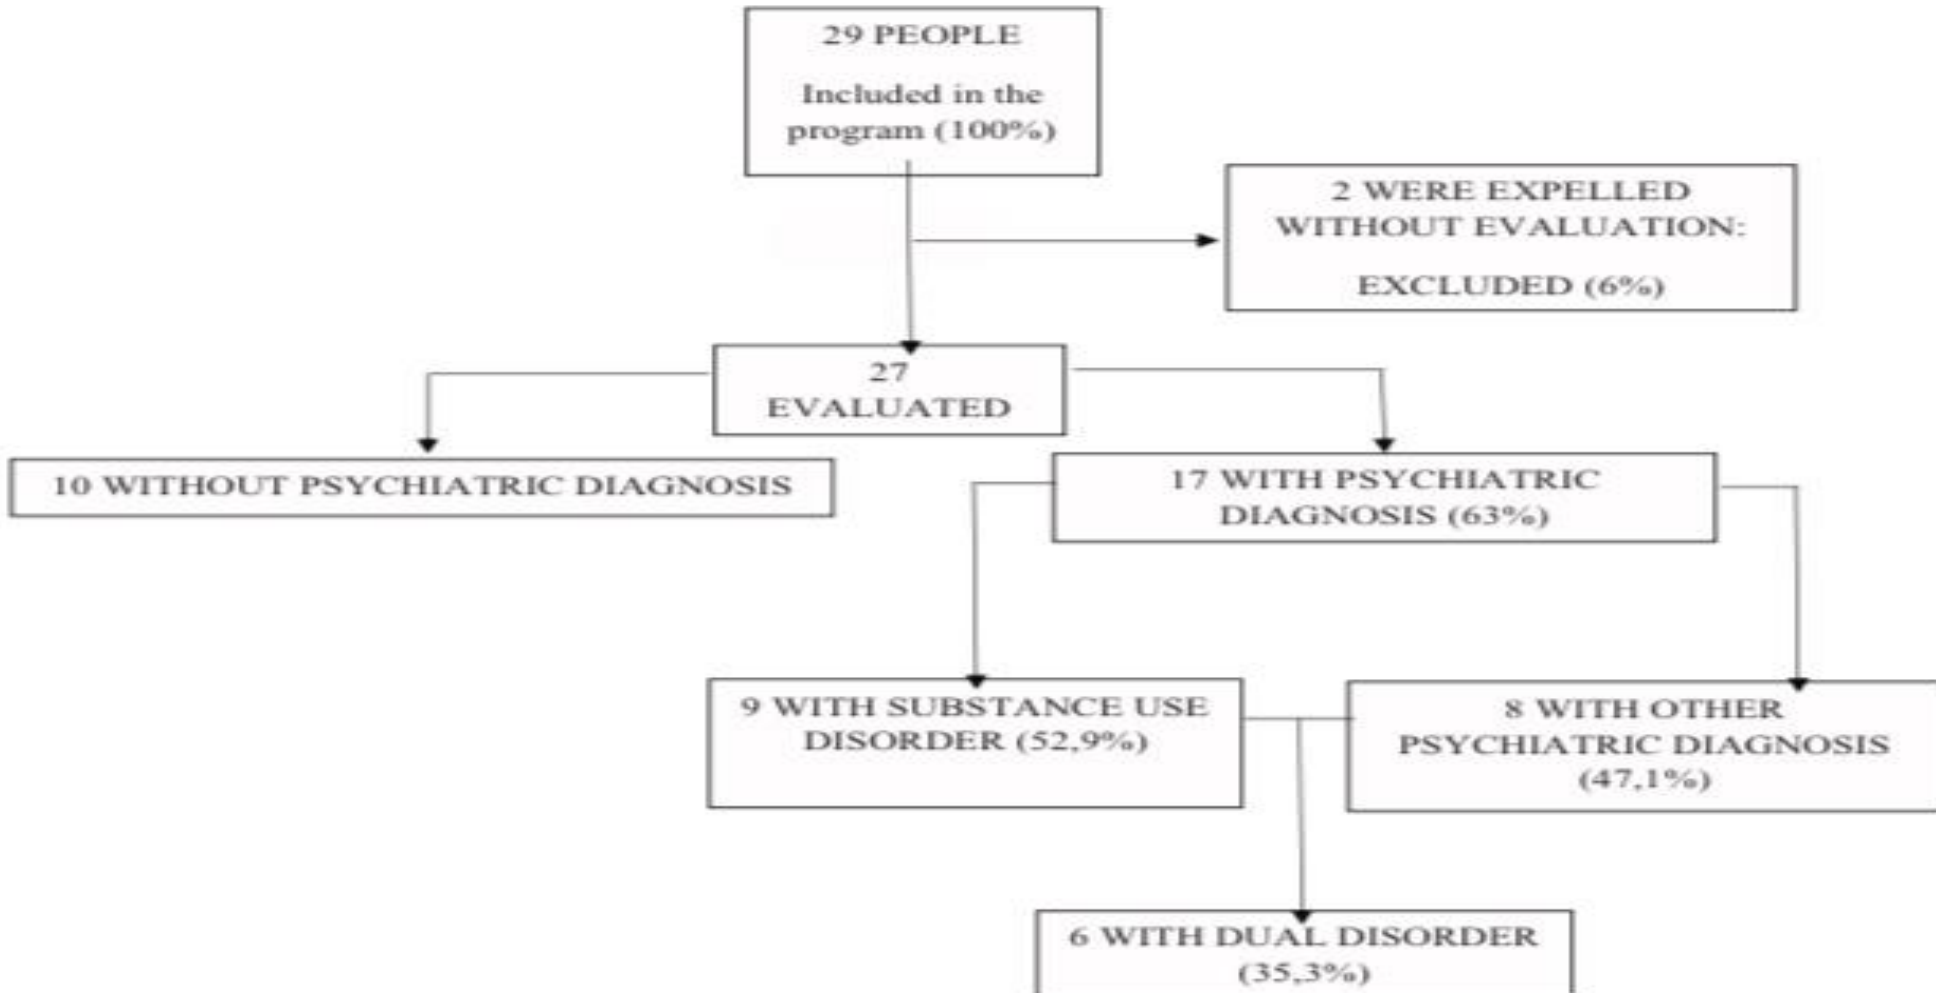 29 PEOPLE
Included in the
program (100%)
2 WERE EXPELLED
WITHOUT EVALUATION:
EXCLUDED (6%)
27
EVALUATED
10 WITHOUT PSYCHIATRIC DIAGNOSIS
17 WITH PSYCHIATRIC
DIAGNOSIS (63%)
9 WITH SUBSTANCE USE
DISORDER (52,9%)
8 WITH OTHER
PSYCHIATRIC DIAGNOSIS
(47,1%)
6 WITH DUAL DISORDER
(35,3%)